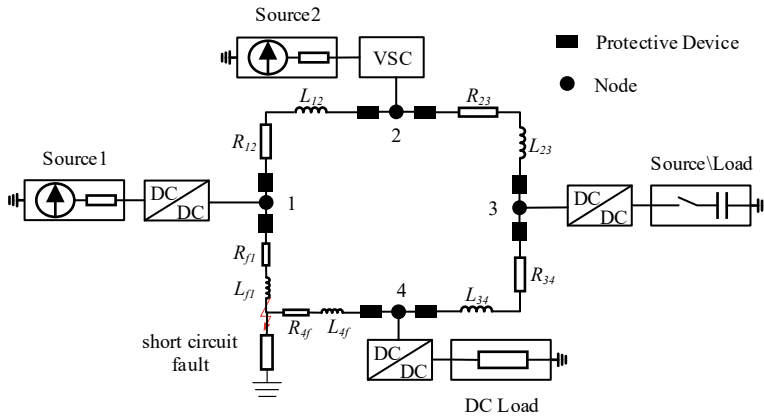 Source2
VSC
Protective Device
Node
L12
R23
2
R12
L23
Source1
Source\Load
DC
DC
1
3
DC
DC
Rf1
R34
Lf1
4
L34
R4f
L4f
short circuit
fault
DC
DC
DC Load